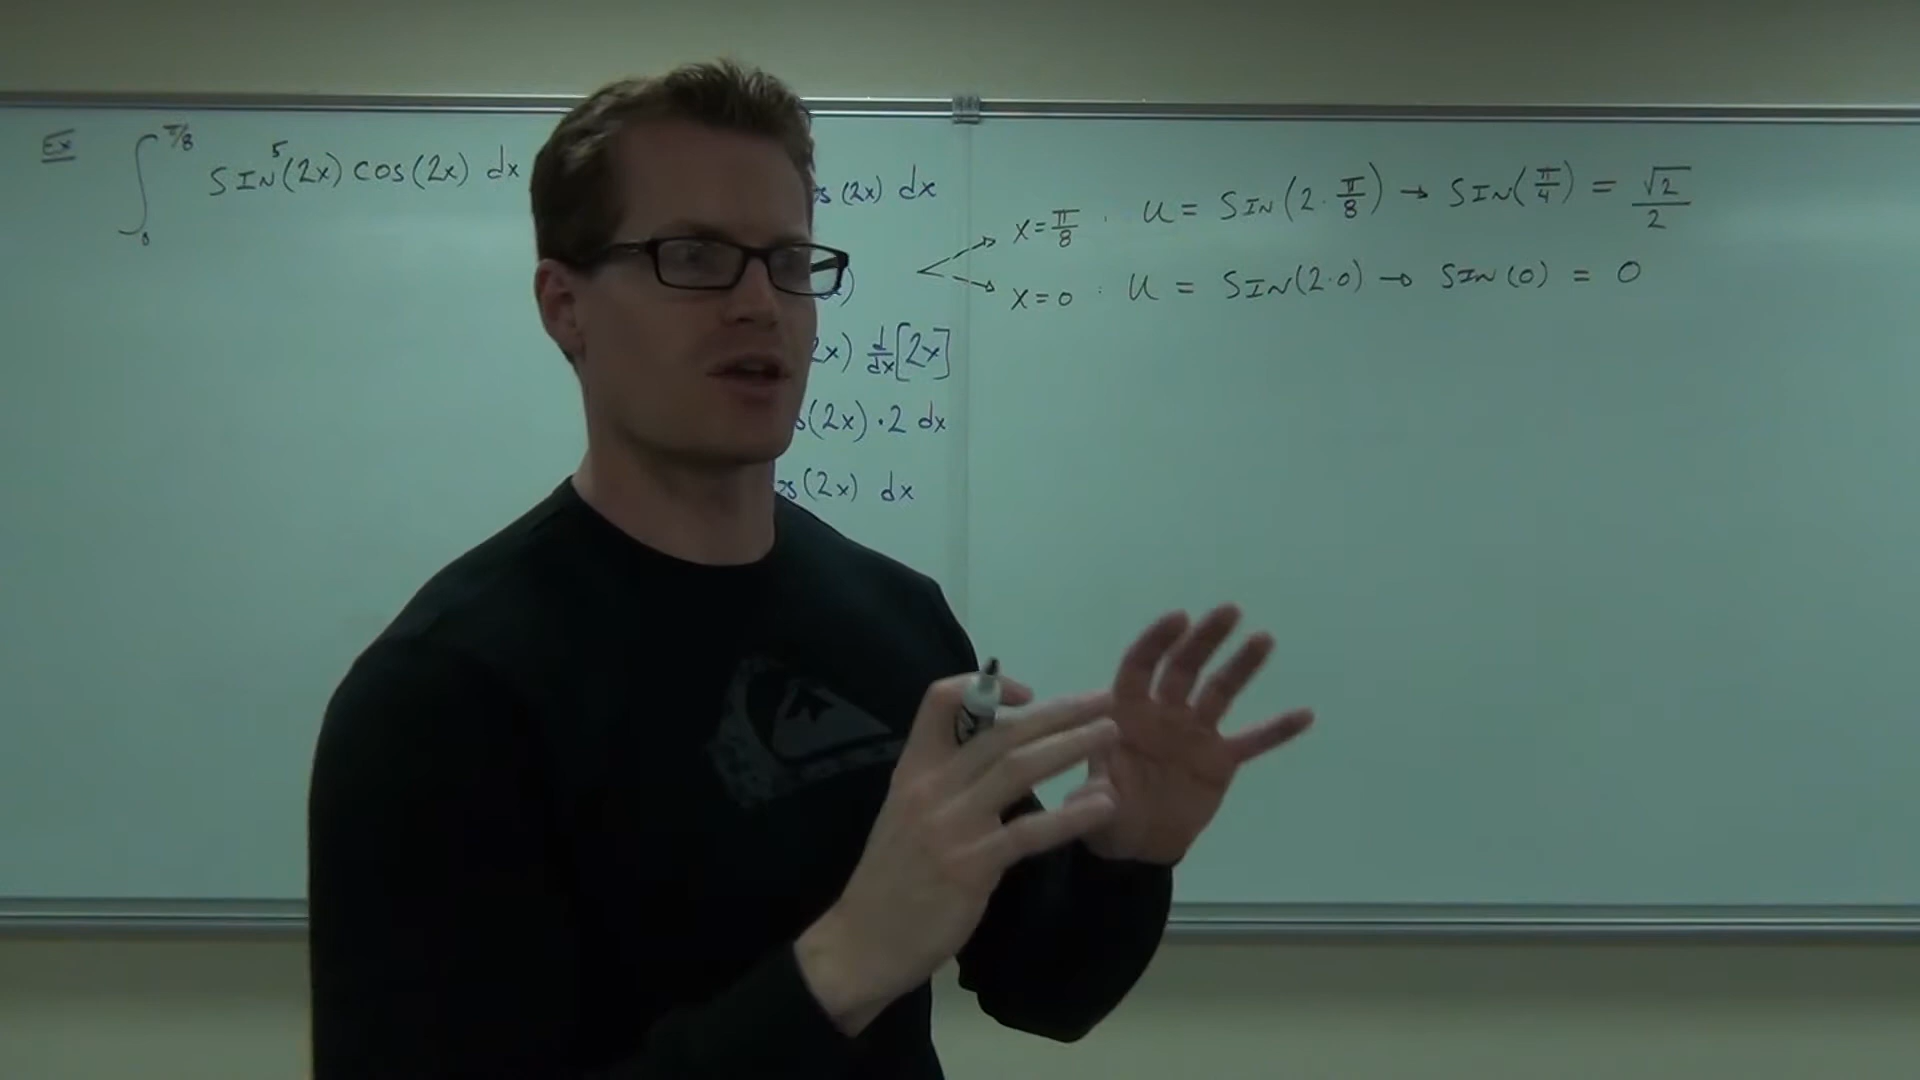 Ex ∫₀^π/8 SIN⁵(2x) cos(2x) dx
(2x) dx
)
2x) d/dx [2x]
(2x) · 2 dx
(2x) dx
x = π/8 : u = SIN(2 · π/8) → SIN(π/4) = √2/2
x = 0 : u = SIN(2·0) → SIN(0) = 0